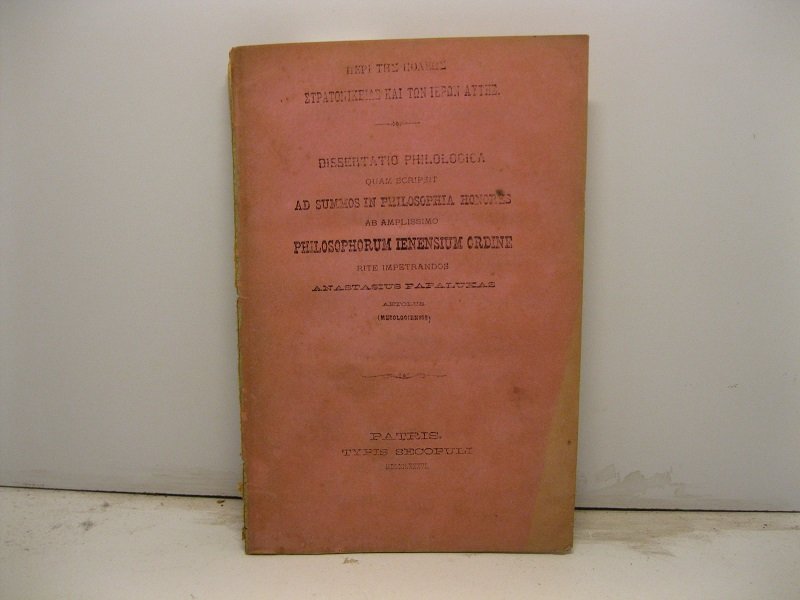 ΠΕΡΙ ΤΗΣ ΠΟΛΕΩΣ
ΣΤΡΑΤΟΝΙΚΕΙΑΣ ΚΑΙ ΤΩΝ ΙΕΡΩΝ ΑΥΤΗΣ.
DISSERTATIO PHILOLOGICA
QUAM SCRIPSIT
AD SUMMOS IN PHILOSOPHIA HONORES
AB AMPLISSIMO
PHILOSOPHORUM IENENSIUM ORDINE
RITE IMPETRANDOS
ANASTASIUS PAPALUKAS
AETOLUS
PATRIS.
TYPIS SECOPULI